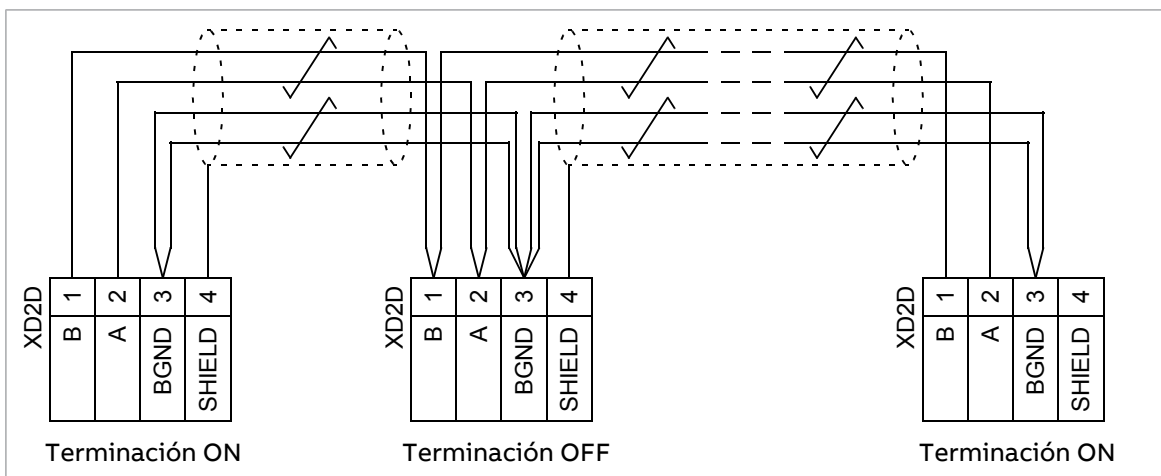 XD2D
1 2 3 4
B A BGND SHIELD
Terminación ON
XD2D
1 2 3 4
B A BGND SHIELD
Terminación OFF
XD2D
1 2 3 4
B A BGND SHIELD
Terminación ON